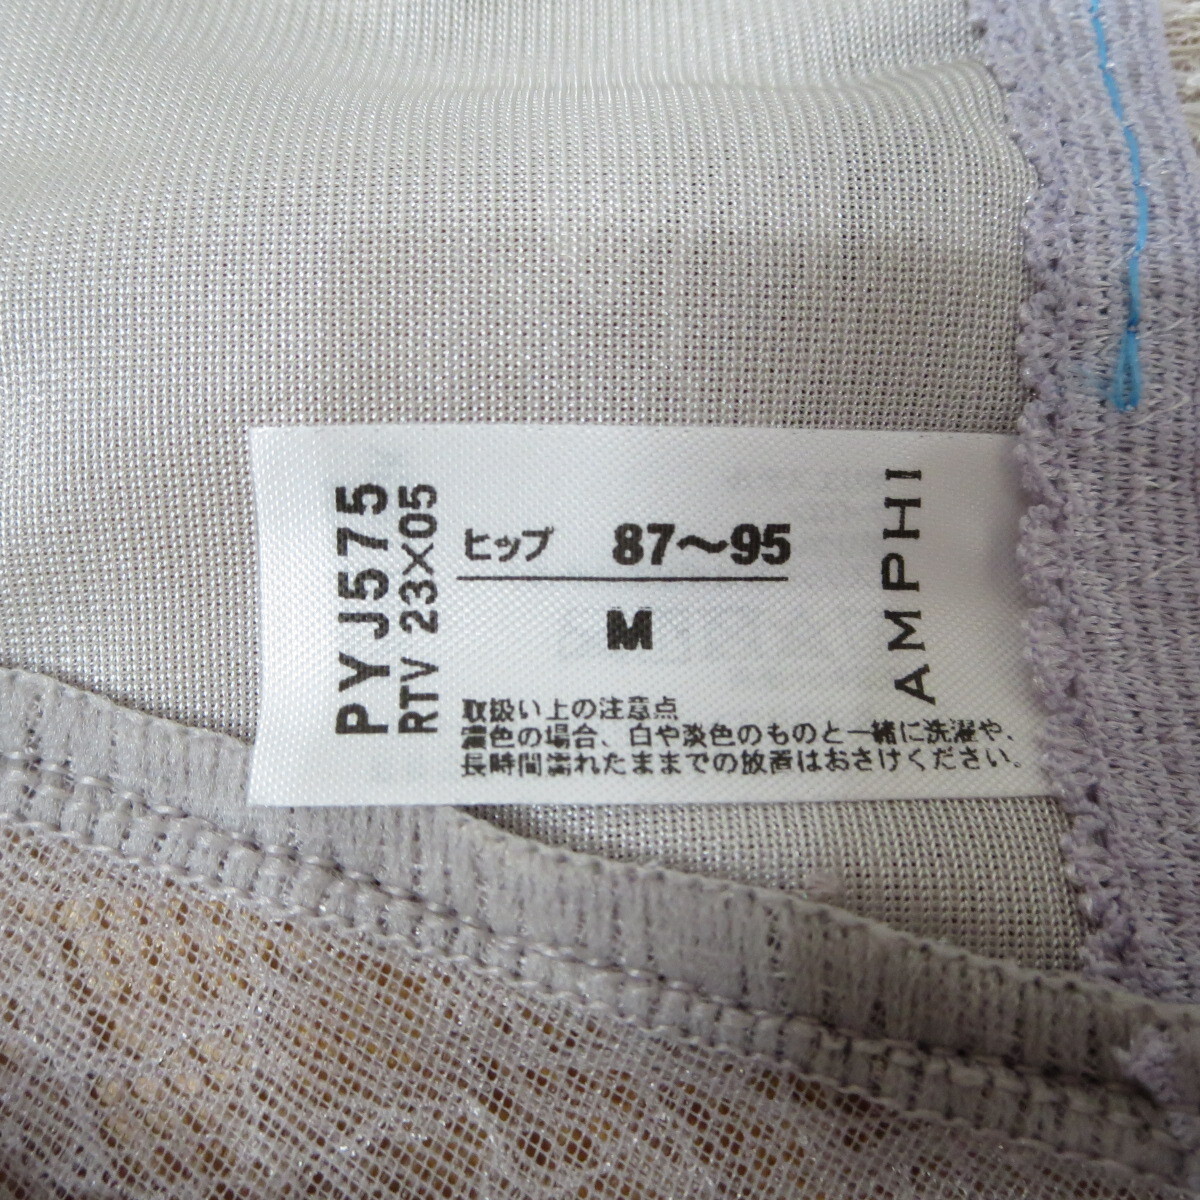 PYJ575
RTV 23×05
ヒップ 87～95
M
AMPHI
取扱い上の注意点
濃色の場合、白や淡色のものと一緒に洗濯や、
長時間濡れたままでの放置はおさけください。